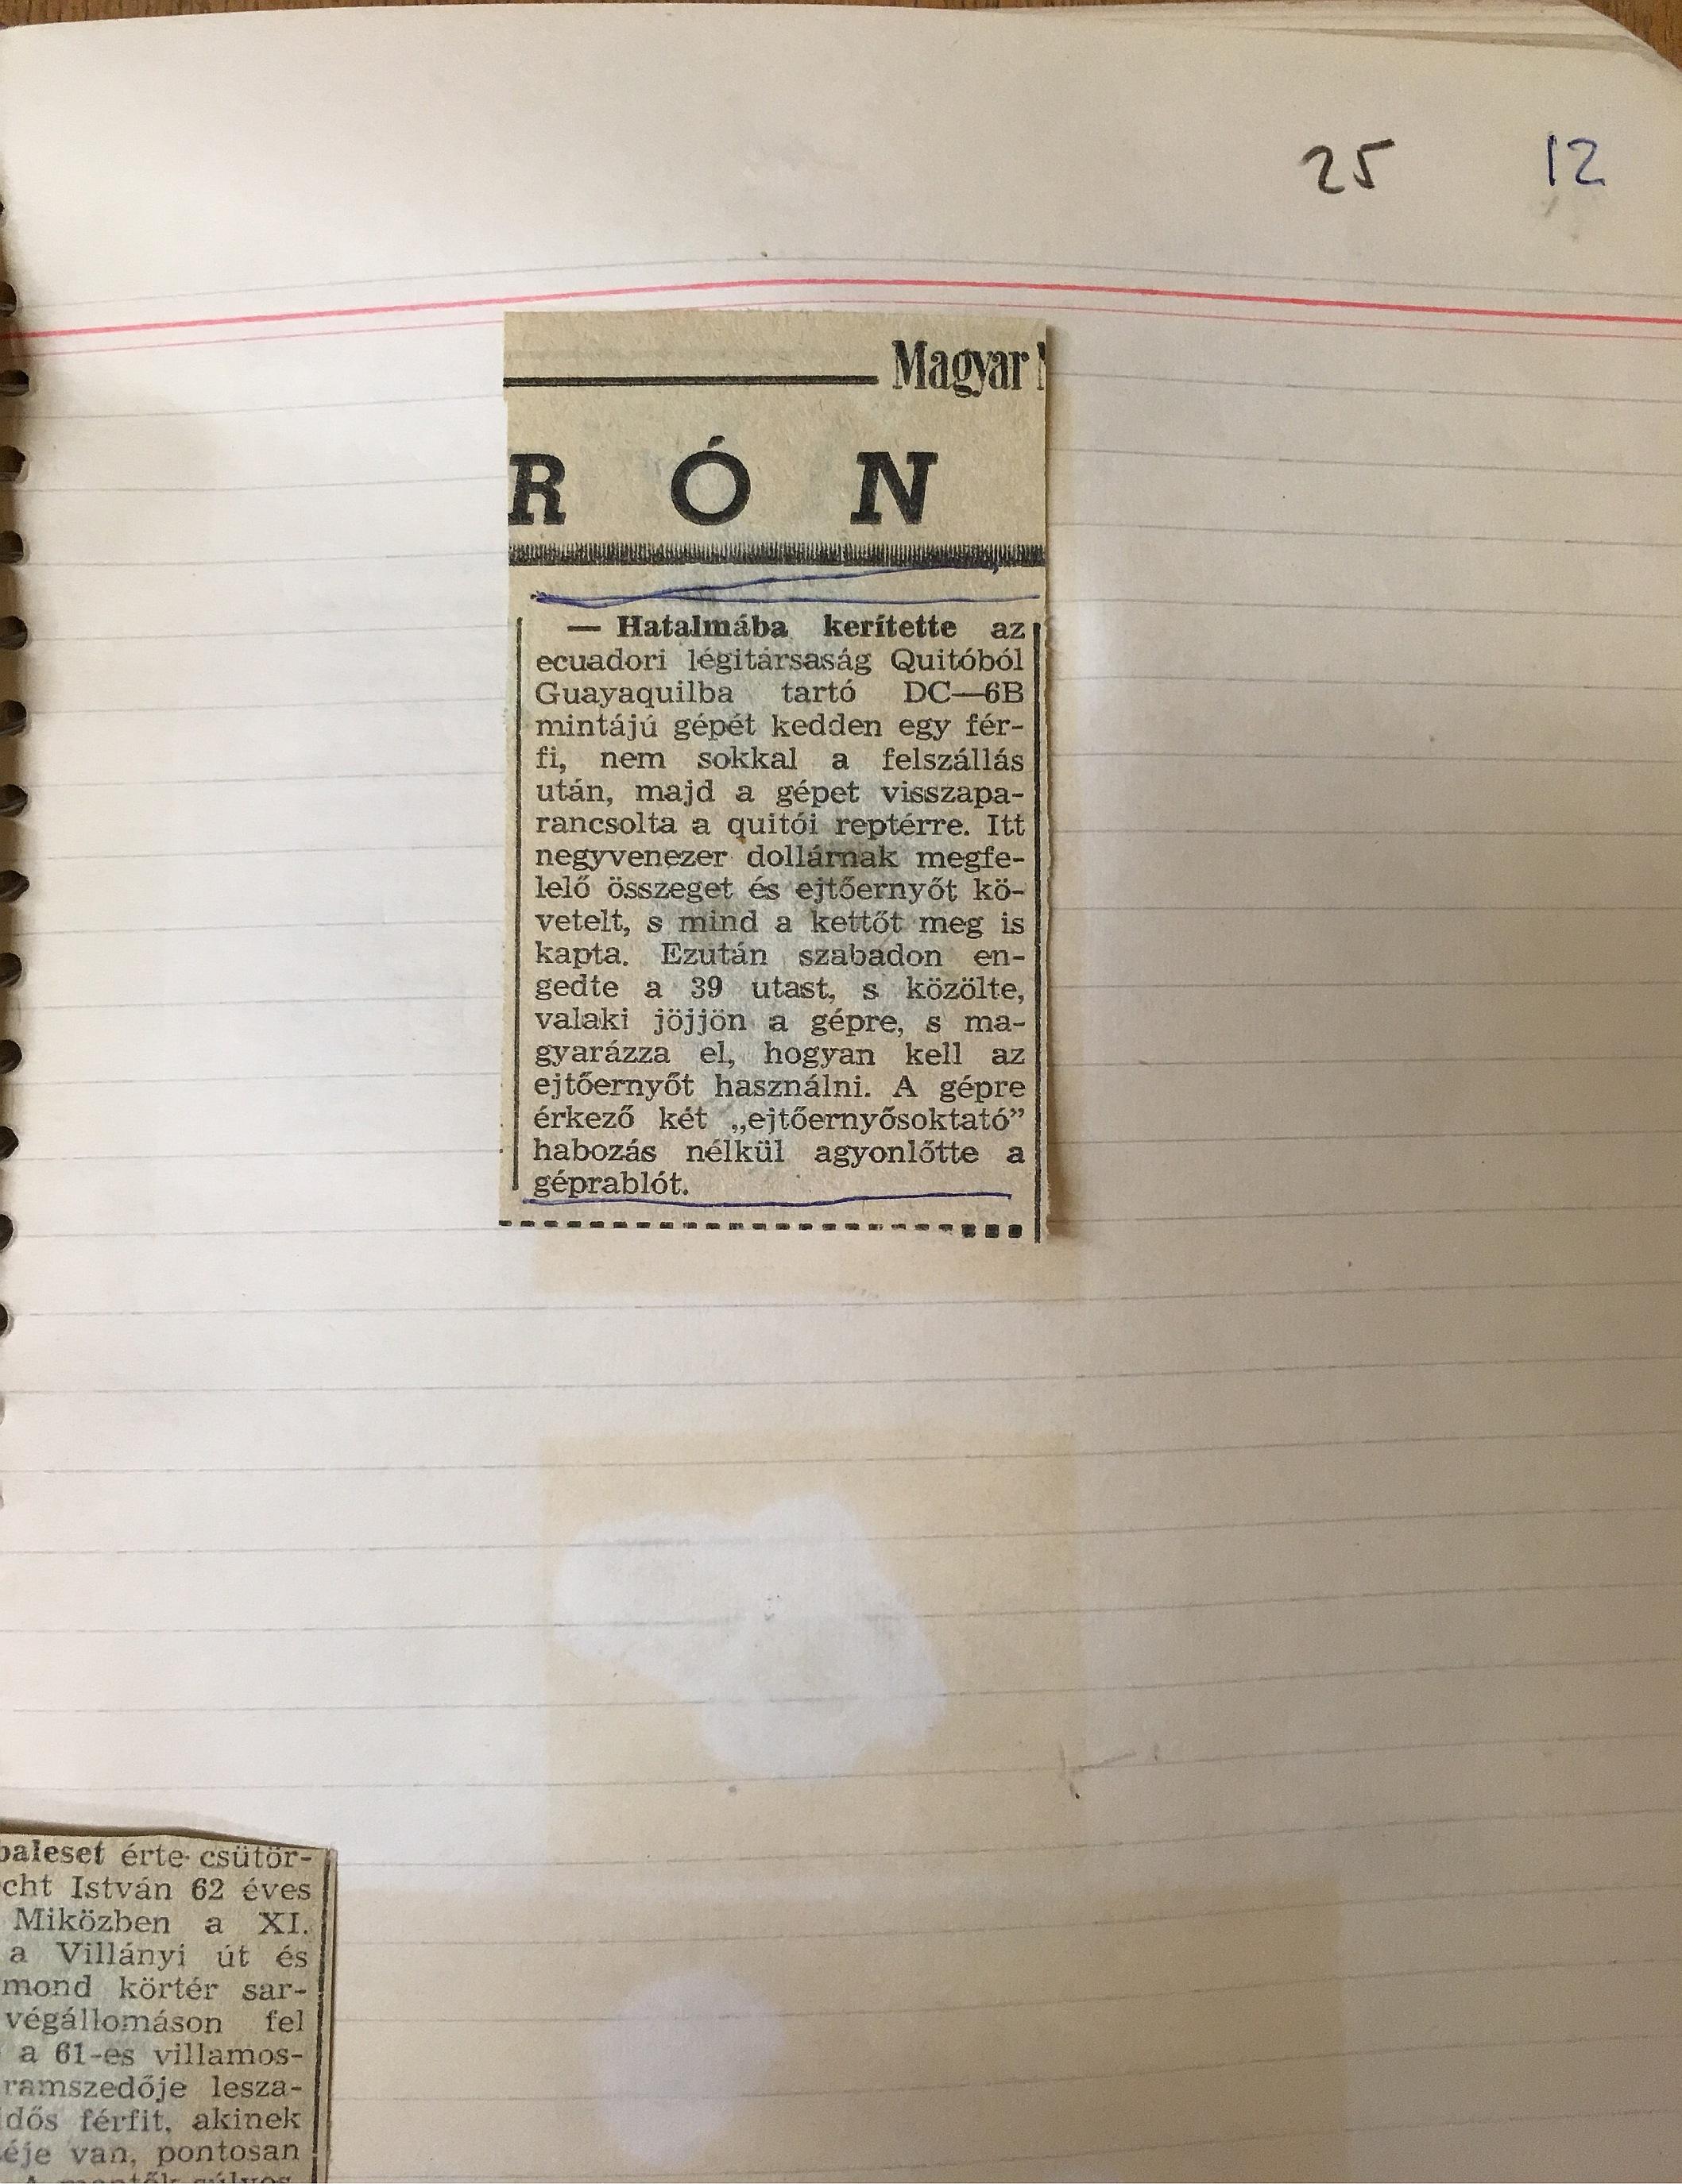 25 12
Magyar
R Ó N
— Hatalmába kerítette az
ecuadori légitársaság Quitóból
Guayaquilba tartó DC—6B
mintájú gépét kedden egy fér-
fi, nem sokkal a felszállás
után, majd a gépet visszapa-
rancsolta a quitói reptérre. Itt
negyvenezer dollárnak megfe-
lelő összeget és ejtőernyőt kö-
vetelt, s mind a kettőt meg is
kapta. Ezután szabadon en-
gedte a 39 utast, s közölte,
valaki jöjjön a gépre, s ma-
gyarázza el, hogyan kell az
ejtőernyőt használni. A gépre
érkező két „ejtőernyősoktató”
habozás nélkül agyonlőtte a
géprablót.
baleset érte csütör-
cht István 62 éves
Miközben a XI.
a Villányi út és
mond körtér sar-
végállomáson fel
a 61-es villamos-
ramszedője lesza-
dős férfit, akinek
éje van, pontosan
A mentők súlyos